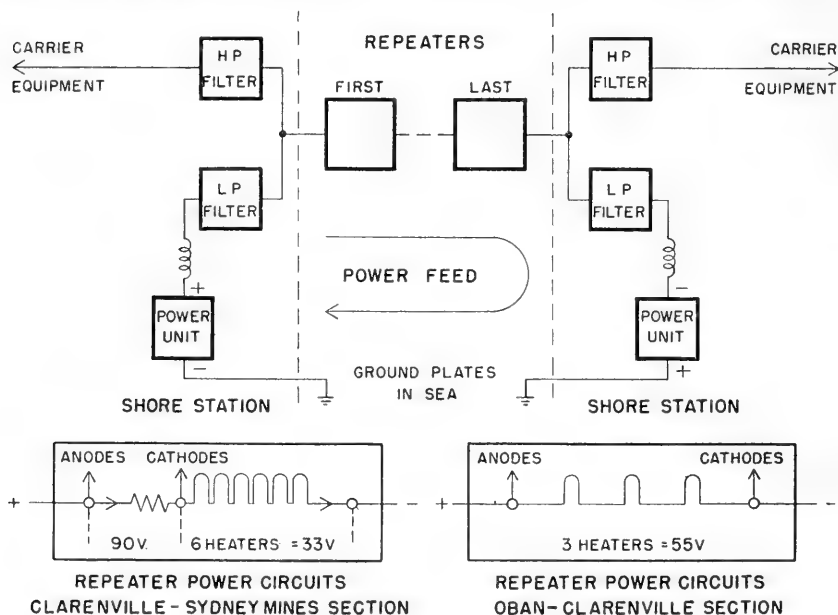 REPEATERS
CARRIER
EQUIPMENT
HP
FILTER
FIRST
LAST
HP
FILTER
CARRIER
EQUIPMENT
LP
FILTER
LP
FILTER
+
POWER
UNIT
−
POWER FEED
−
POWER
UNIT
+
GROUND PLATES
IN SEA
SHORE STATION
SHORE STATION
+
ANODES
CATHODES
90V.
6 HEATERS = 33V
−
REPEATER POWER CIRCUITS
CLARENVILLE - SYDNEY MINES SECTION
+
ANODES
CATHODES
3 HEATERS = 55V
−
REPEATER POWER CIRCUITS
OBAN-CLARENVILLE SECTION